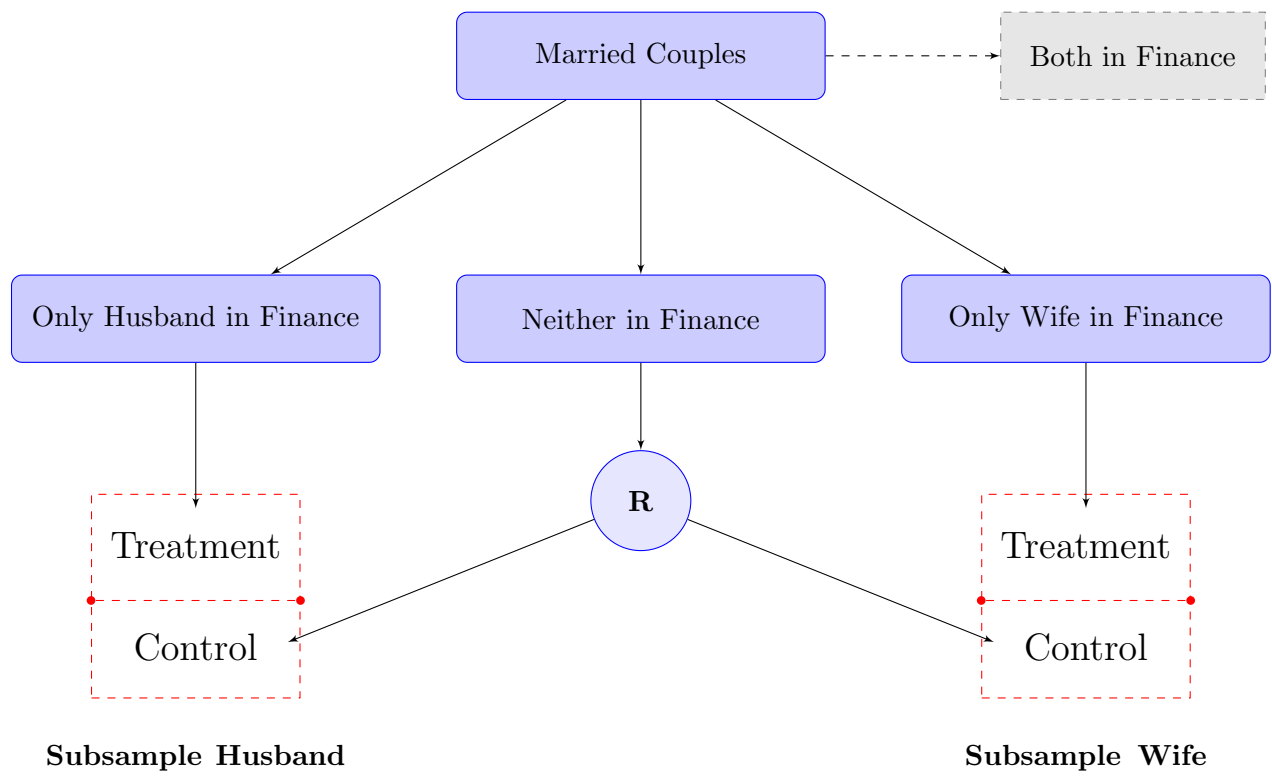 Married Couples
Both in Finance
Only Husband in Finance
Neither in Finance
Only Wife in Finance
R
Treatment
Treatment
Control
Control
Subsample Husband
Subsample Wife